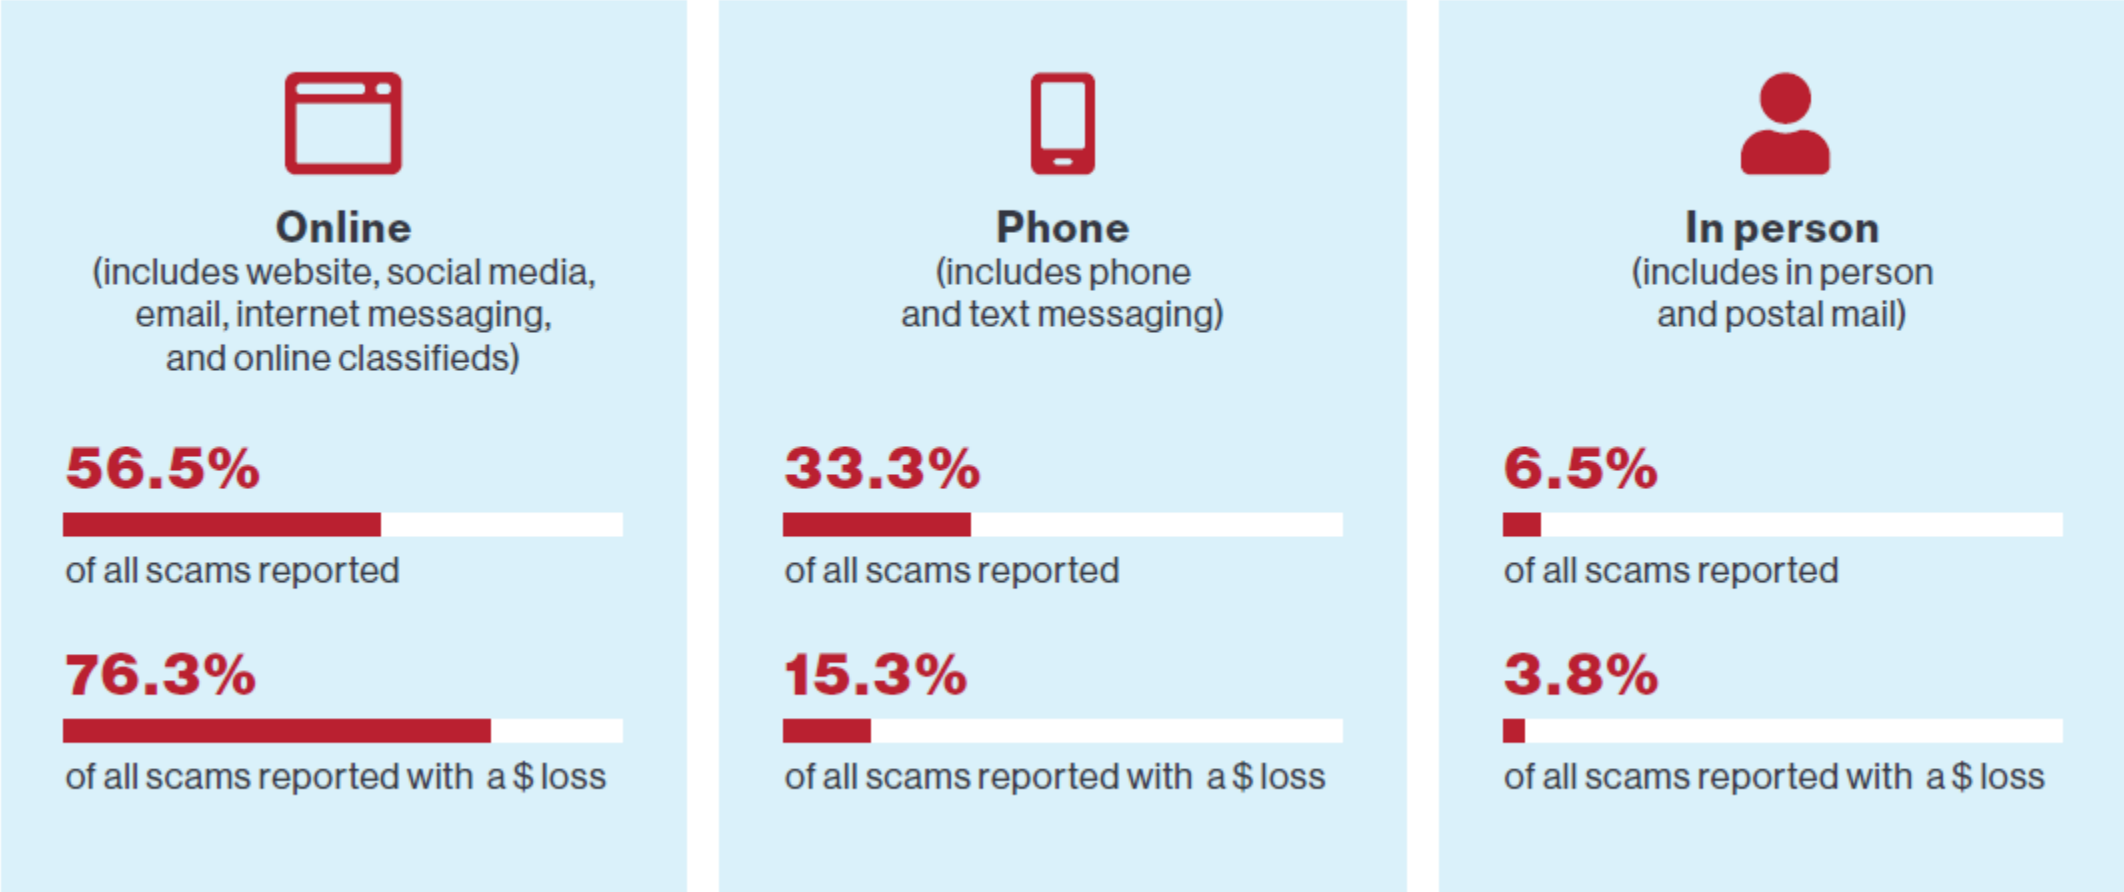 Online
(includes website, social media,
email, internet messaging,
and online classifieds)
56.5%
of all scams reported
76.3%
of all scams reported with a $ loss
Phone
(includes phone
and text messaging)
33.3%
of all scams reported
15.3%
of all scams reported with a $ loss
In person
(includes in person
and postal mail)
6.5%
of all scams reported
3.8%
of all scams reported with a $ loss